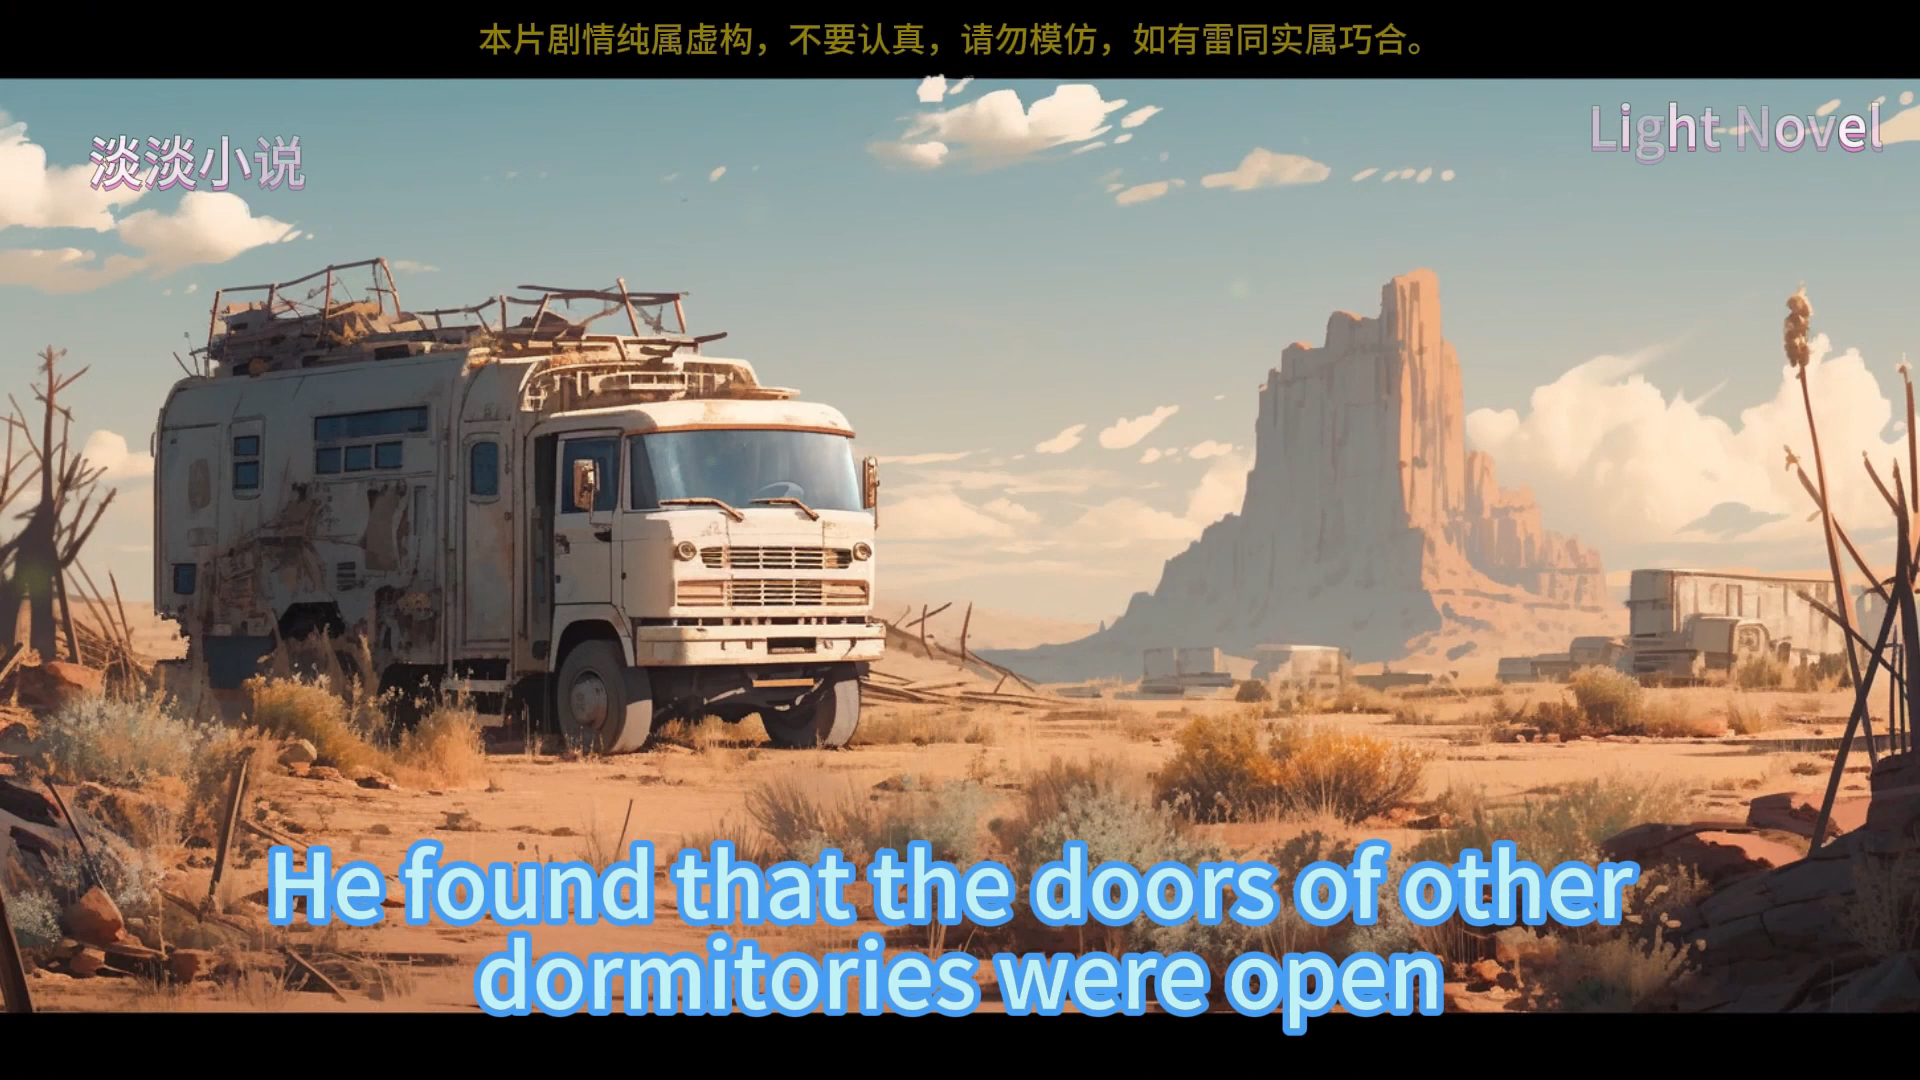 本片剧情纯属虚构，不要认真，请勿模仿，如有雷同实属巧合。
淡淡小说
Light Novel
He found that the doors of other
dormitories were open